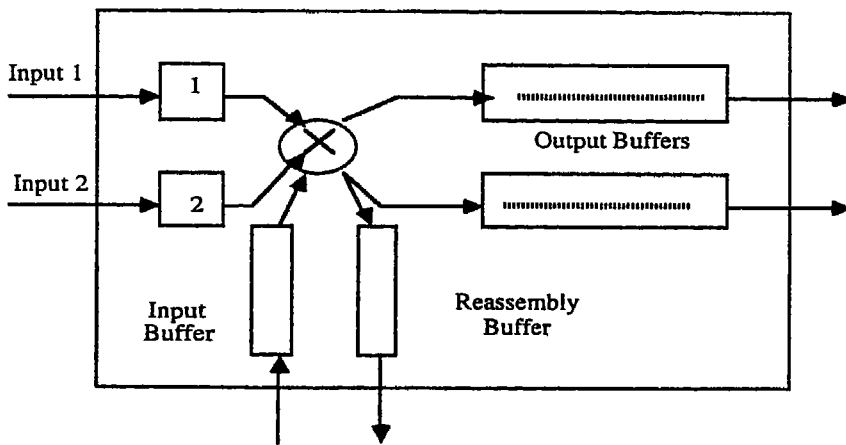 Input 1
1
Output Buffers
Input 2
2
Input
Buffer
Reassembly
Buffer